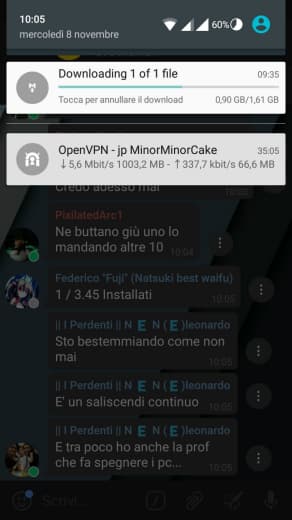 10:05
60%
mercoledì 8 novembre
Downloading 1 of 1 file
09:35
Tocca per annullare il download
0,90 GB/1,61 GB
OpenVPN - jp MinorMinorCake
35:05
↓5,6 Mbit/s 1003,2 MB - ↑337,7 kbit/s 66,6 MB
Credo adesso mai
PixilatedArc1
Ne buttano giù uno lo
mandando altre 10
10:04
Federico "Fuji" (Natsuki best waifu)
1 / 3.45 Installati
10:05
|| I Perdenti || N E N ( E )leonardo
Sto bestemmiando come non
mai
10:05
|| I Perdenti || N E N ( E )leonardo
E' un saliscendi continuo
10:05
|| I Perdenti || N E N ( E )leonardo
E tra poco ho anche la prof
che fa spegnere i pc...
10:05
Scrivi...